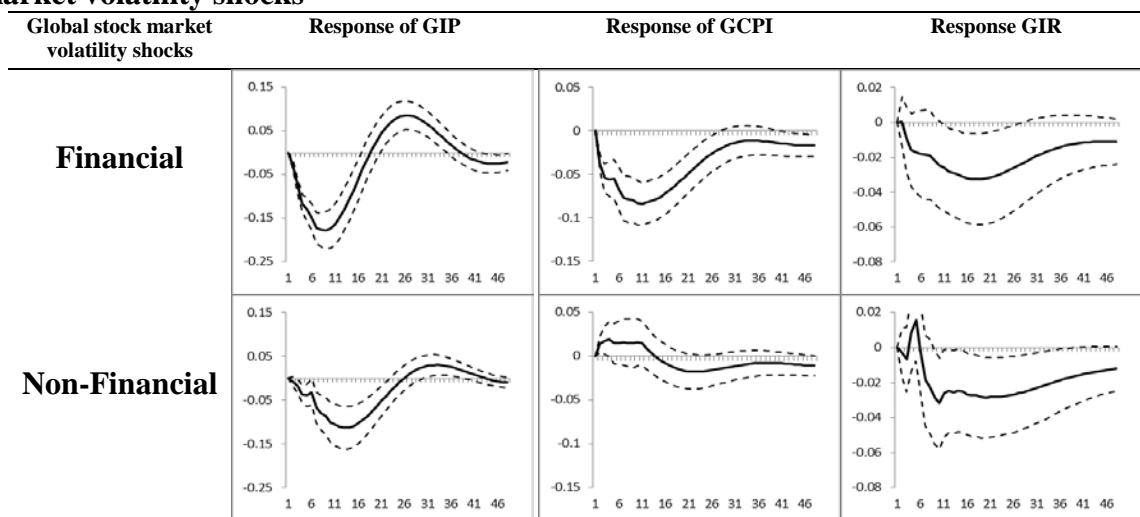 market volatility shocks
Global stock market
volatility shocks
Response of GIP
Response of GCPI
Response GIR
Financial
0.15
0.05
-0.05
-0.15
-0.25
1 6 11 16 21 26 31 36 41 46
0.05
0
-0.05
-0.1
-0.15
1 6 11 16 21 26 31 36 41 46
0.02
0
-0.02
-0.04
-0.06
-0.08
1 6 11 16 21 26 31 36 41 46
Non-Financial
0.15
0.05
-0.05
-0.15
-0.25
1 6 11 16 21 26 31 36 41 46
0.05
0
-0.05
-0.1
-0.15
1 6 11 16 21 26 31 36 41 46
0.02
0
-0.02
-0.04
-0.06
-0.08
1 6 11 16 21 26 31 36 41 46